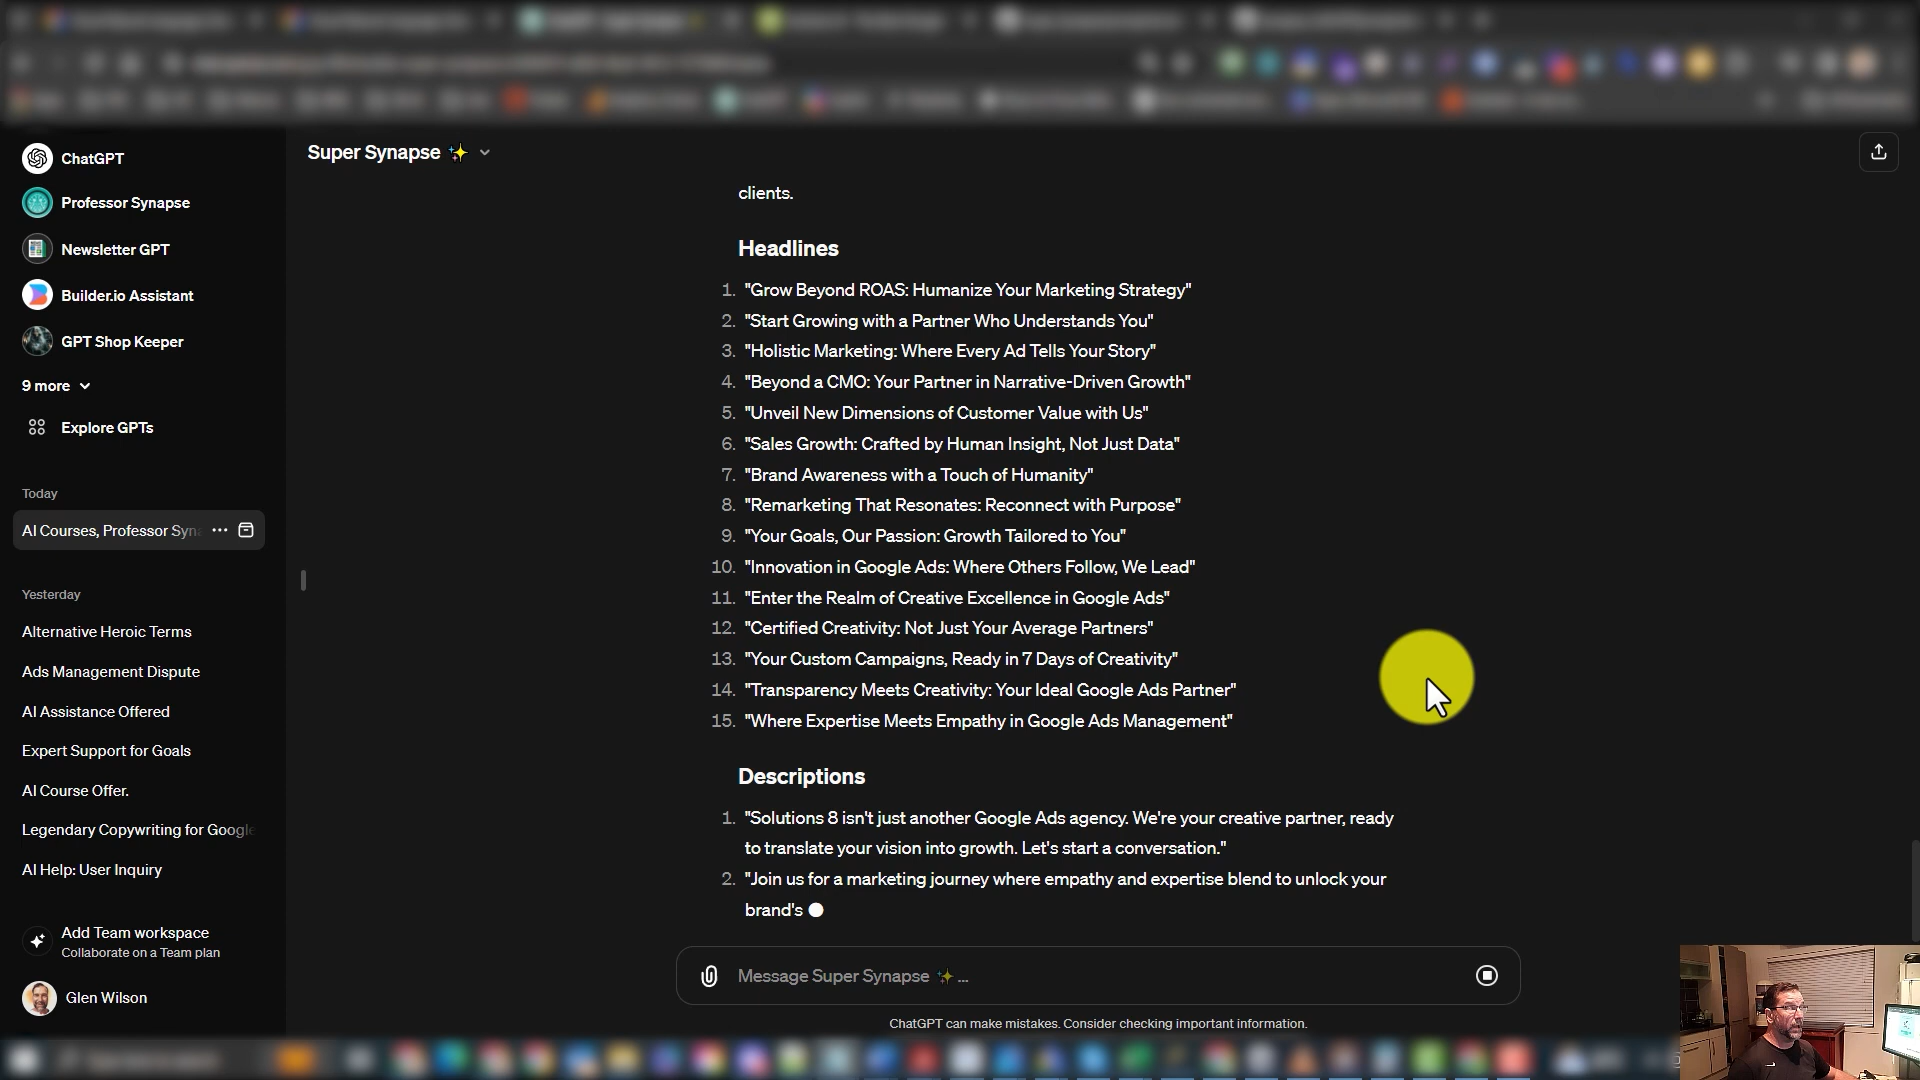 ChatGPT
Professor Synapse
Newsletter GPT
Builder.io Assistant
GPT Shop Keeper
9 more
Explore GPTs
Today
AI Courses, Professor Syn
Yesterday
Alternative Heroic Terms
Ads Management Dispute
AI Assistance Offered
Expert Support for Goals
AI Course Offer.
Legendary Copywriting for Google
AI Help: User Inquiry
Add Team workspace
Collaborate on a Team plan
Glen Wilson
Super Synapse ✨
clients.
Headlines
1. "Grow Beyond ROAS: Humanize Your Marketing Strategy"
2. "Start Growing with a Partner Who Understands You"
3. "Holistic Marketing: Where Every Ad Tells Your Story"
4. "Beyond a CMO: Your Partner in Narrative-Driven Growth"
5. "Unveil New Dimensions of Customer Value with Us"
6. "Sales Growth: Crafted by Human Insight, Not Just Data"
7. "Brand Awareness with a Touch of Humanity"
8. "Remarketing That Resonates: Reconnect with Purpose"
9. "Your Goals, Our Passion: Growth Tailored to You"
10. "Innovation in Google Ads: Where Others Follow, We Lead"
11. "Enter the Realm of Creative Excellence in Google Ads"
12. "Certified Creativity: Not Just Your Average Partners"
13. "Your Custom Campaigns, Ready in 7 Days of Creativity"
14. "Transparency Meets Creativity: Your Ideal Google Ads Partner"
15. "Where Expertise Meets Empathy in Google Ads Management"
Descriptions
1. "Solutions 8 isn't just another Google Ads agency. We're your creative partner, ready
to translate your vision into growth. Let's start a conversation."
2. "Join us for a marketing journey where empathy and expertise blend to unlock your
brand's
Message Super Synapse ✨ ...
ChatGPT can make mistakes. Consider checking important information.